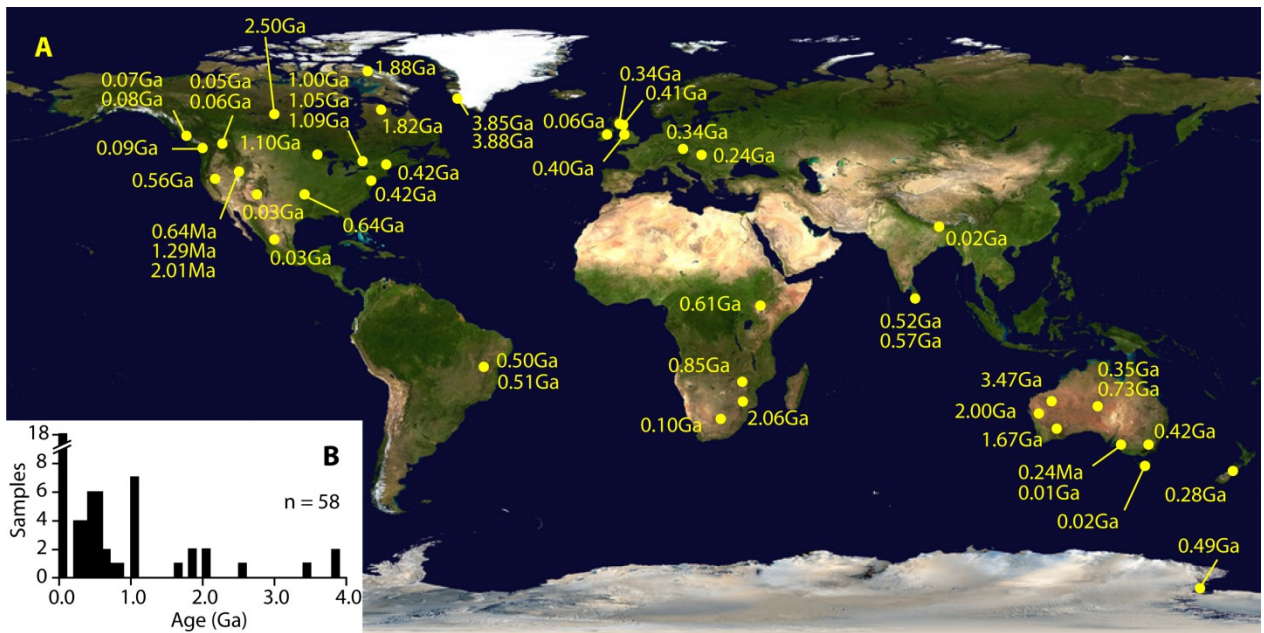 A
2.50Ga
0.07Ga
0.08Ga
0.05Ga
0.06Ga
1.00Ga
1.05Ga
1.09Ga
1.88Ga
1.82Ga
3.85Ga
3.88Ga
0.09Ga
1.10Ga
0.56Ga
0.42Ga
0.42Ga
0.03Ga
0.64Ga
0.64Ma
1.29Ma
2.01Ma
0.03Ga
0.34Ga
0.41Ga
0.06Ga
0.34Ga
0.40Ga
0.24Ga
0.02Ga
0.61Ga
0.52Ga
0.57Ga
0.50Ga
0.51Ga
0.85Ga
0.10Ga
2.06Ga
3.47Ga
0.35Ga
0.73Ga
2.00Ga
1.67Ga
0.42Ga
0.24Ma
0.01Ga
0.28Ga
0.02Ga
0.49Ga
B
n = 58
Samples
18
8
6
4
2
0
0.0 1.0 2.0 3.0 4.0
Age (Ga)